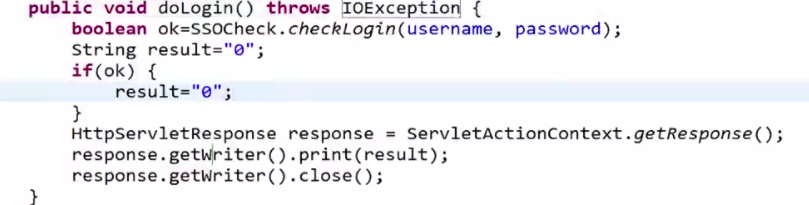 public void doLogin() throws IOException {
boolean ok=SSOCheck.checkLogin(username, password);
String result="0";
if(ok) {
result="0";
}
HttpServletResponse response = ServletActionContext.getResponse();
response.getWriter().print(result);
response.getWriter().close();
}